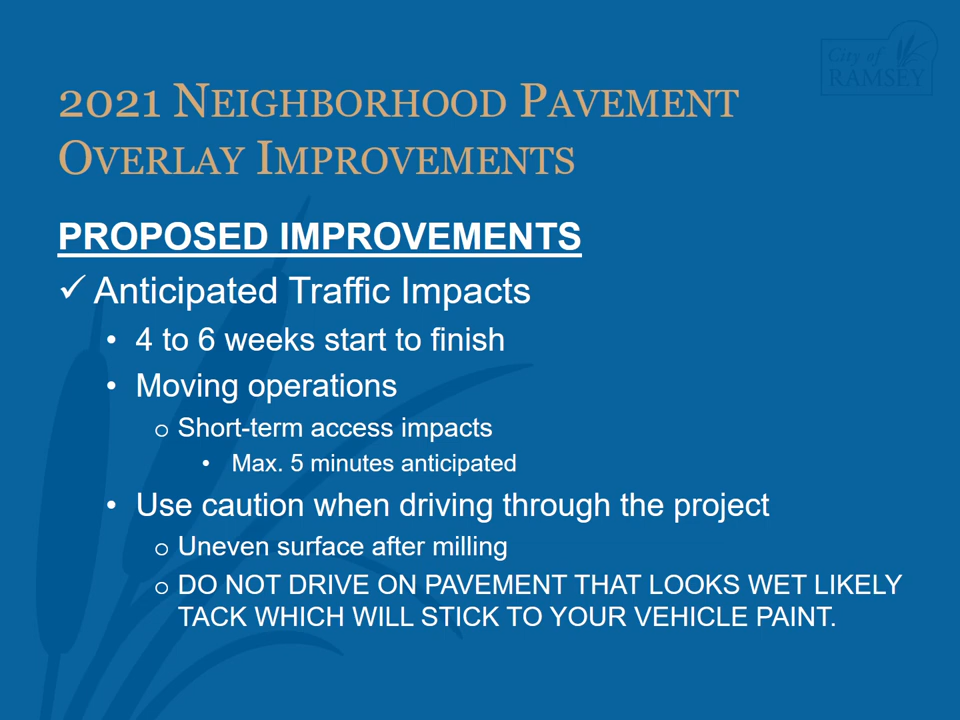 City of
RAMSEY
2021 NEIGHBORHOOD PAVEMENT
OVERLAY IMPROVEMENTS
PROPOSED IMPROVEMENTS
✓ Anticipated Traffic Impacts
• 4 to 6 weeks start to finish
• Moving operations
o Short-term access impacts
• Max. 5 minutes anticipated
• Use caution when driving through the project
o Uneven surface after milling
o DO NOT DRIVE ON PAVEMENT THAT LOOKS WET LIKELY
TACK WHICH WILL STICK TO YOUR VEHICLE PAINT.